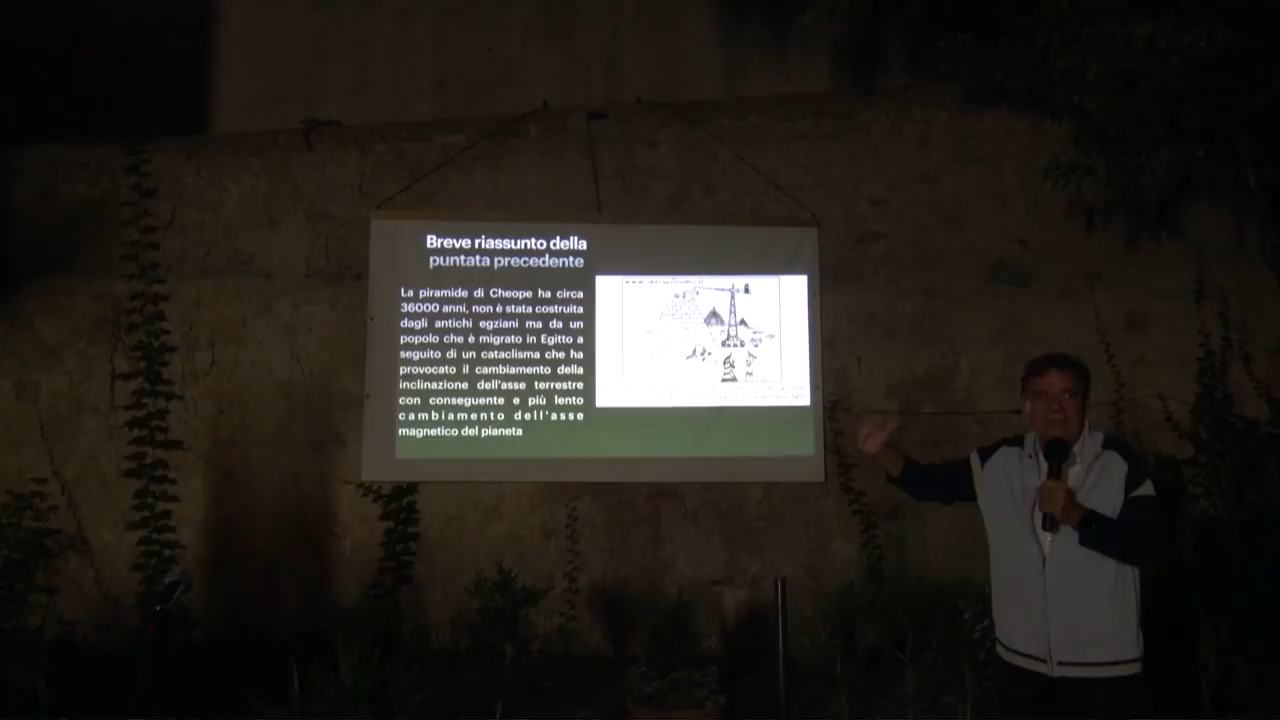 Breve riassunto della
puntata precedente
La piramide di Cheope ha circa
36000 anni, non è stata costruita
dagli antichi egziani ma da un
popolo che è migrato in Egitto a
seguito di un cataclisma che ha
provocato il cambiamento della
inclinazione dell'asse terrestre
con conseguente e più lento
cambiamento dell'asse
magnetico del pianeta